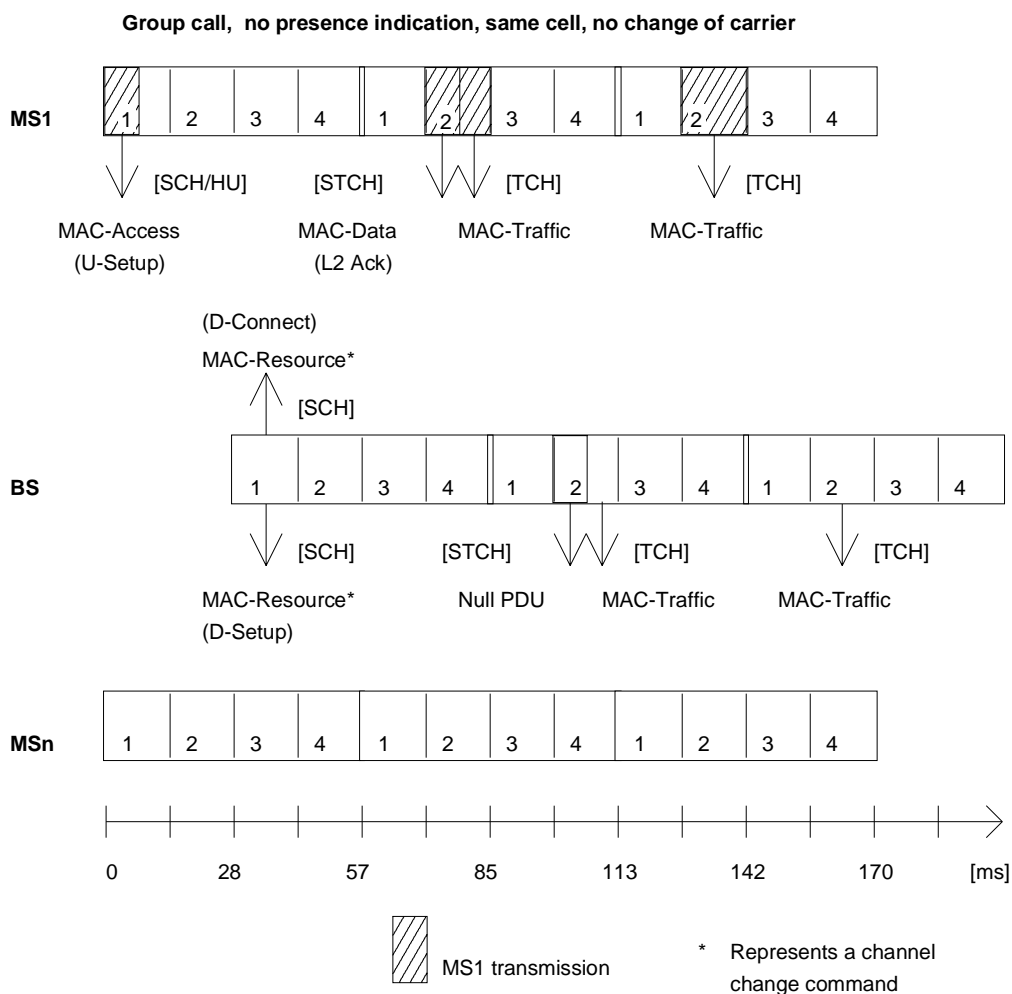 Group call, no presence indication, same cell, no change of carrier
MS1
1 2 3 4 1 2 3 4 1 2 3 4
[SCH/HU] [STCH] [TCH] [TCH]
MAC-Access MAC-Data MAC-Traffic MAC-Traffic
(U-Setup) (L2 Ack)
(D-Connect)
MAC-Resource*
[SCH]
BS
1 2 3 4 1 2 3 4 1 2 3 4
[SCH] [STCH] [TCH] [TCH]
MAC-Resource* Null PDU MAC-Traffic MAC-Traffic
(D-Setup)
MSn
1 2 3 4 1 2 3 4 1 2 3 4
0 28 57 85 113 142 170 [ms]
MS1 transmission
* Represents a channel
change command